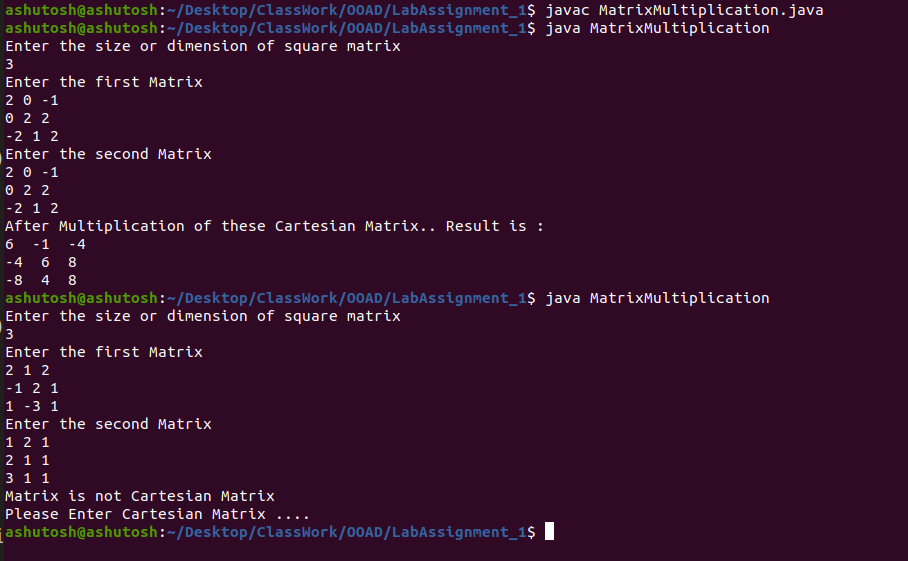 ashutosh@ashutosh:~/Desktop/ClassWork/OOAD/LabAssignment_1$ javac MatrixMultiplication.java
ashutosh@ashutosh:~/Desktop/ClassWork/OOAD/LabAssignment_1$ java MatrixMultiplication
Enter the size or dimension of square matrix
3
Enter the first Matrix
2 0 -1
0 2 2
-2 1 2
Enter the second Matrix
2 0 -1
0 2 2
-2 1 2
After Multiplication of these Cartesian Matrix.. Result is :
6  -1  -4
-4  6  8
-8  4  8
ashutosh@ashutosh:~/Desktop/ClassWork/OOAD/LabAssignment_1$ java MatrixMultiplication
Enter the size or dimension of square matrix
3
Enter the first Matrix
2 1 2
-1 2 1
1 -3 1
Enter the second Matrix
1 2 1
2 1 1
3 1 1
Matrix is not Cartesian Matrix
Please Enter Cartesian Matrix ....
ashutosh@ashutosh:~/Desktop/ClassWork/OOAD/LabAssignment_1$